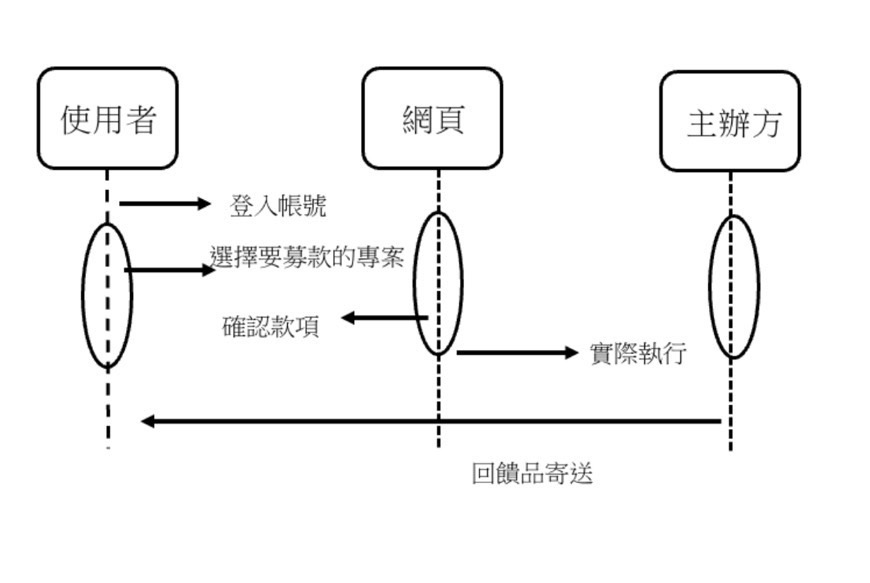 使用者
網頁
主辦方
登入帳號
選擇要募款的專案
確認款項
實際執行
回饋品寄送